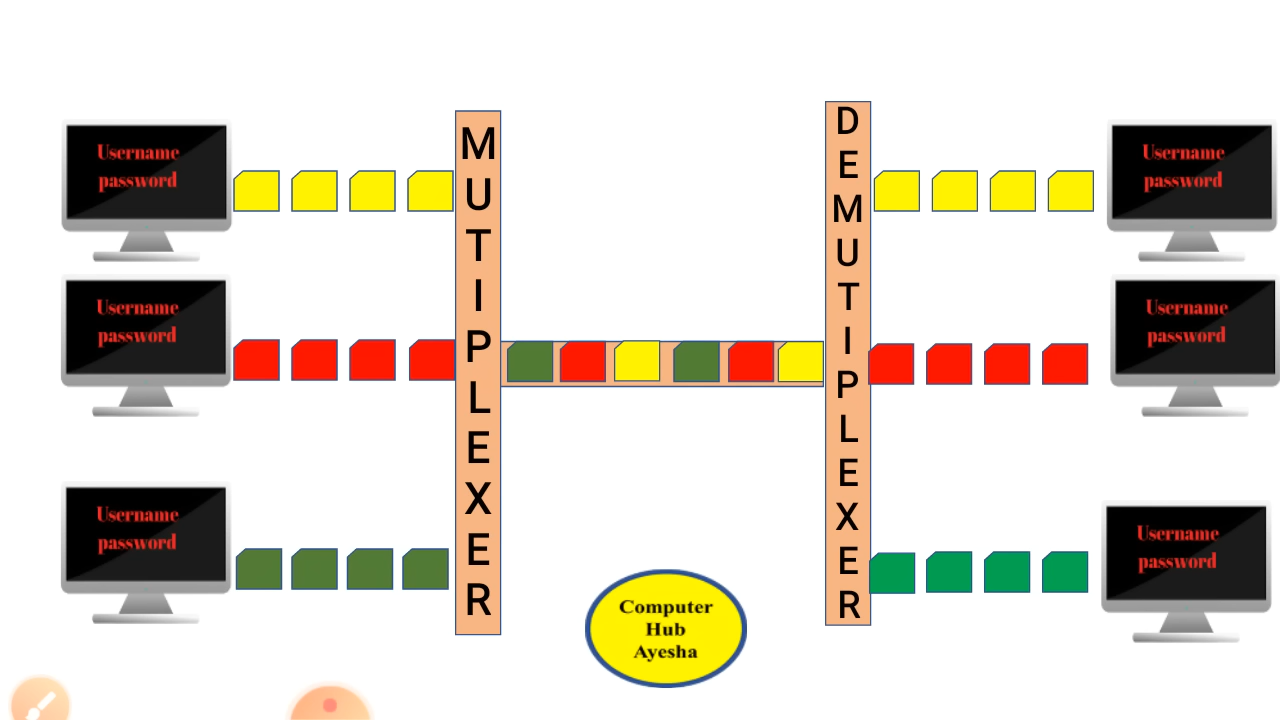 Username
password
Username
password
Username
password
MUTIPLEXER
DEMUTIPLEXER
Username
password
Username
password
Username
password
Computer
Hub
Ayesha